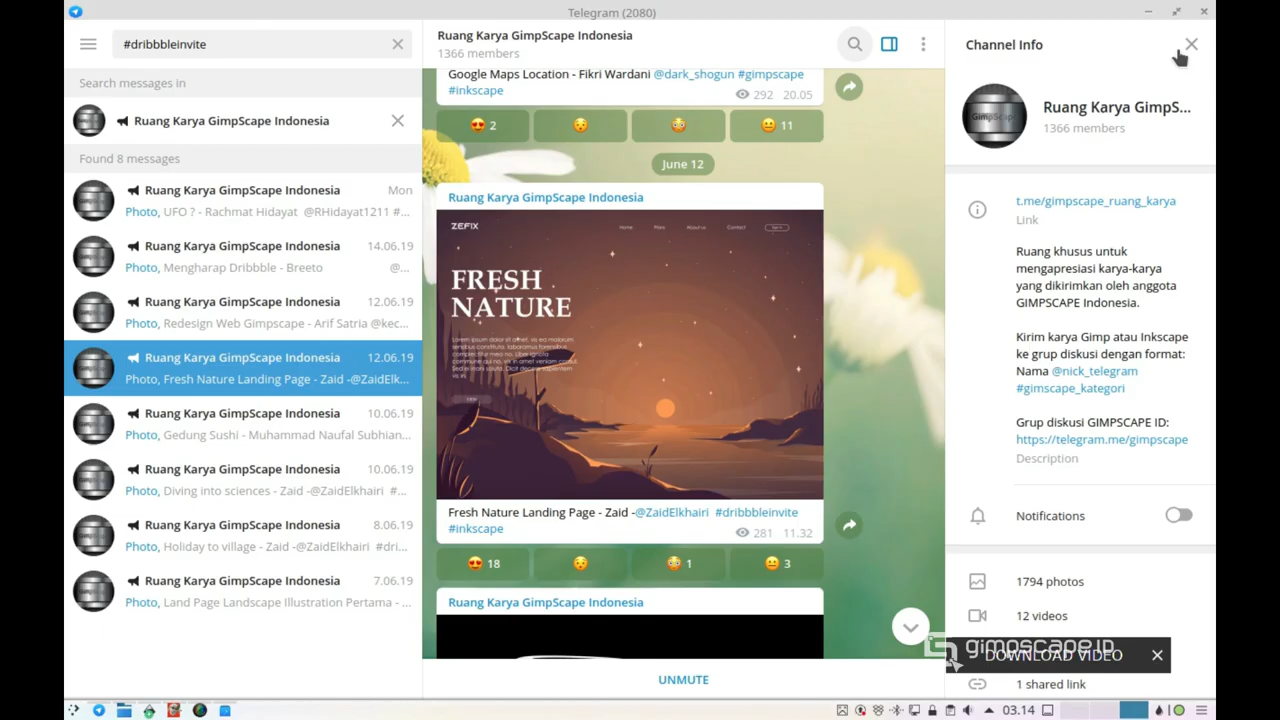 Telegram (2080)
#dribbbleinvite
Search messages in
Ruang Karya GimpScape Indonesia
Found 8 messages
Ruang Karya GimpScape Indonesia Mon
Photo, UFO ? - Rachmat Hidayat @RHidayat1211 #...
Ruang Karya GimpScape Indonesia 14.06.19
Photo, Mengharap Dribbble - Breeto @...
Ruang Karya GimpScape Indonesia 12.06.19
Photo, Redesign Web Gimpscape - Arif Satria @kec...
Ruang Karya GimpScape Indonesia 12.06.19
Photo, Fresh Nature Landing Page - Zaid -@ZaidElk...
Ruang Karya GimpScape Indonesia 10.06.19
Photo, Gedung Sushi - Muhammad Naufal Subhian...
Ruang Karya GimpScape Indonesia 10.06.19
Photo, Diving into sciences - Zaid -@ZaidElkhairi #...
Ruang Karya GimpScape Indonesia 8.06.19
Photo, Holiday to village - Zaid -@ZaidElkhairi #dri...
Ruang Karya GimpScape Indonesia 7.06.19
Photo, Land Page Landscape Illustration Pertama - ...
Ruang Karya GimpScape Indonesia
1366 members
Google Maps Location - Fikri Wardani @dark_shogun #gimpscape
#inkscape
292 20.05
2
11
June 12
Ruang Karya GimpScape Indonesia
ZEFIX
Home
About us
Contact
FRESH
NATURE
Fresh Nature Landing Page - Zaid -@ZaidElkhairi #dribbbleinvite
#inkscape
281 11.32
18
1
3
Ruang Karya GimpScape Indonesia
UNMUTE
Channel Info
Ruang Karya GimpS...
1366 members
t.me/gimpscape_ruang_karya
Link
Ruang khusus untuk
mengapresiasi karya-karya
yang dikirimkan oleh anggota
GIMPSCAPE Indonesia.
Kirim karya Gimp atau Inkscape
ke grup diskusi dengan format:
Nama @nick_telegram
#gimscape_kategori
Grup diskusi GIMPSCAPE ID:
https://telegram.me/gimpscape
Description
Notifications
1794 photos
12 videos
gimpscape.id
DOWNLOAD VIDEO
1 shared link
03.14